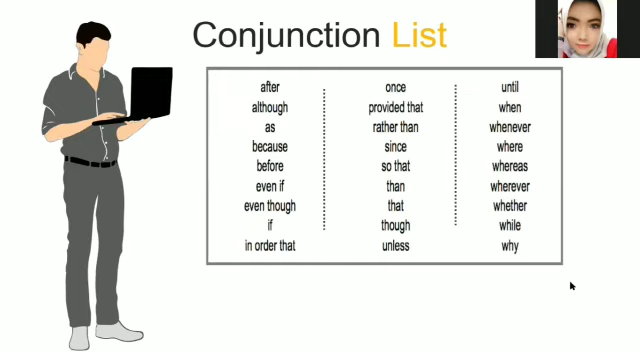 Conjunction List
after once until
although provided that when
as rather than whenever
because since where
before so that whereas
even if than wherever
even though that whether
if though while
in order that unless why